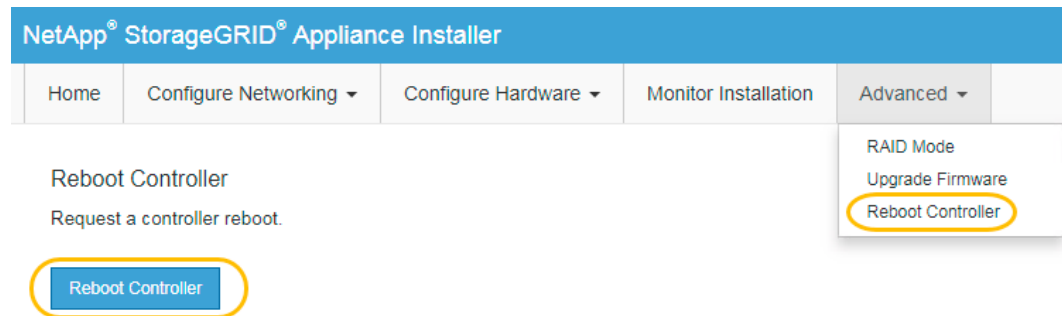 NetApp® StorageGRID® Appliance Installer
Home Configure Networking Configure Hardware Monitor Installation Advanced
RAID Mode
Upgrade Firmware
Reboot Controller
Reboot Controller
Request a controller reboot.
Reboot Controller